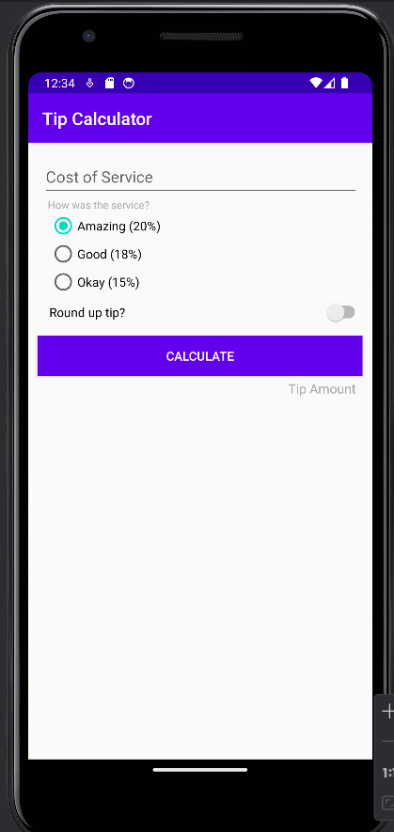 12:34
Tip Calculator
Cost of Service
How was the service?
Amazing (20%)
Good (18%)
Okay (15%)
Round up tip?
CALCULATE
Tip Amount